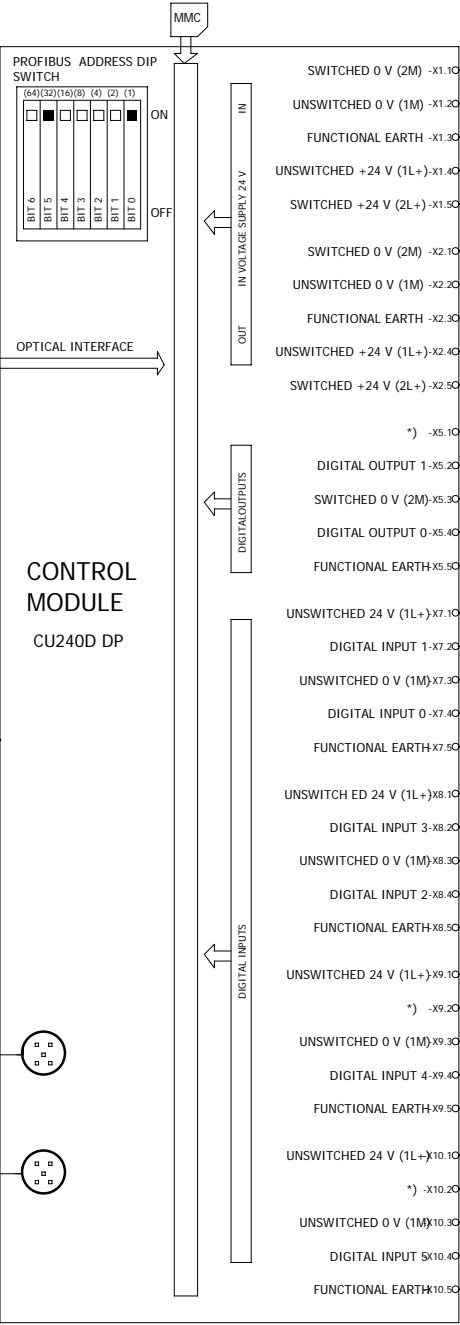 MMC
PROFIBUS ADDRESS DIP
SWITCH
(64)(32)(16)(8) (4) (2) (1)
ON
BIT 6
BIT 5
BIT 4
BIT 3
BIT 2
BIT 1
BIT 0
OFF
OPTICAL INTERFACE
CONTROL
MODULE
CU240D DP
IN
IN VOLTAGE SUPPLY 24 V
OUT
DIGITALOUTPUTS
DIGITAL INPUTS
SWITCHED 0 V (2M) -X1.1
UNSWITCHED 0 V (1M) -X1.2
FUNCTIONAL EARTH -X1.3
UNSWITCHED +24 V (1L+) -X1.4
SWITCHED +24 V (2L+) -X1.5
SWITCHED 0 V (2M) -X2.1
UNSWITCHED 0 V (1M) -X2.2
FUNCTIONAL EARTH -X2.3
UNSWITCHED +24 V (1L+) -X2.4
SWITCHED +24 V (2L+) -X2.5
*) -X5.1
DIGITAL OUTPUT 1 -X5.2
SWITCHED 0 V (2M) -X5.3
DIGITAL OUTPUT 0 -X5.4
FUNCTIONAL EARTH -X5.5
UNSWITCHED 24 V (1L+) -X7.1
DIGITAL INPUT 1 -X7.2
UNSWITCHED 0 V (1M) -X7.3
DIGITAL INPUT 0 -X7.4
FUNCTIONAL EARTH -X7.5
UNSWITCH ED 24 V (1L+) -X8.1
DIGITAL INPUT 3 -X8.2
UNSWITCHED 0 V (1M) -X8.3
DIGITAL INPUT 2 -X8.4
FUNCTIONAL EARTH -X8.5
UNSWITCHED 24 V (1L+) -X9.1
*) -X9.2
UNSWITCHED 0 V (1M) -X9.3
DIGITAL INPUT 4 -X9.4
FUNCTIONAL EARTH -X9.5
UNSWITCHED 24 V (1L+) -X10.1
*) -X10.2
UNSWITCHED 0 V (1M) -X10.3
DIGITAL INPUT 5 -X10.4
FUNCTIONAL EARTH -X10.5